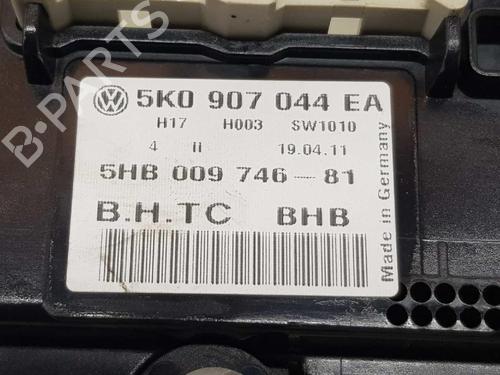 5K0 907 044 EA
H17 H003 SW1010
4 II 19.04.11
5HB 009 746-81
B.H.TC BHB
Made in Germany